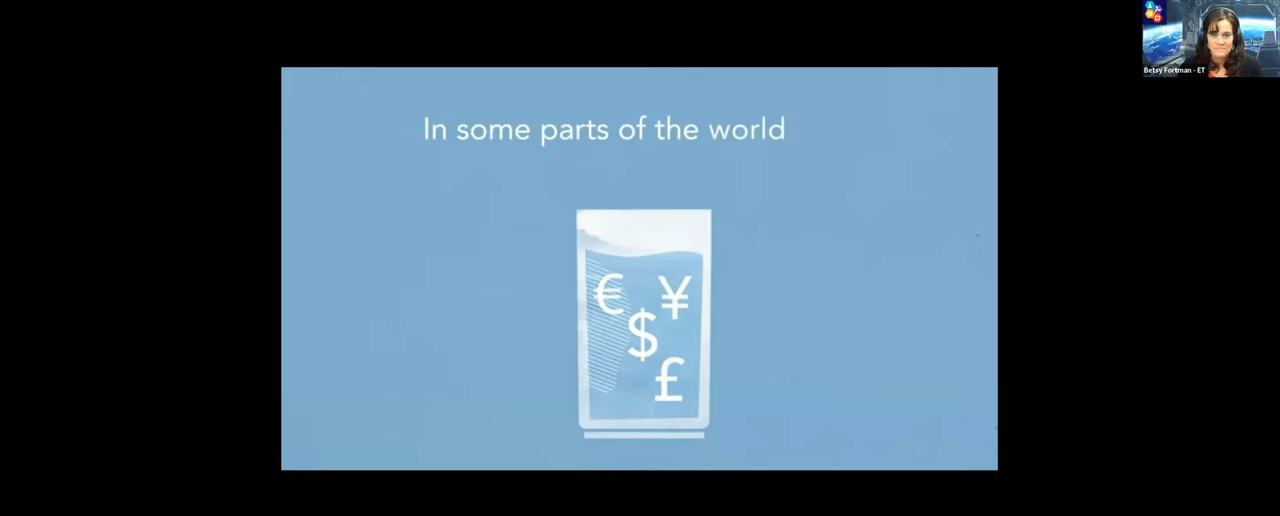 In some parts of the world
€ ¥
$
£
Betsy Fortman - ET